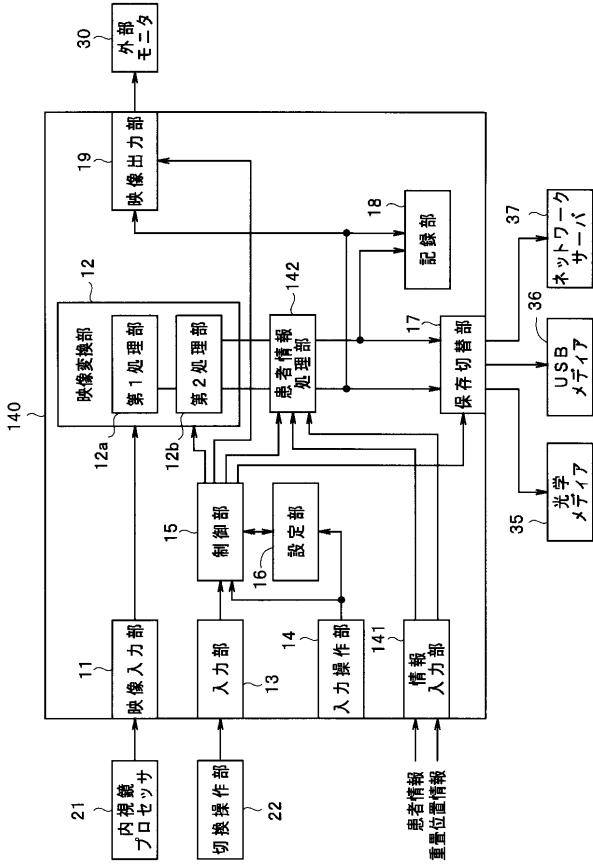 140
21
内視鏡
プロセッサ
11
映像入力部
映像変換部
12
第1処理部
12a
第2処理部
12b
19
映像出力部
30
外部
モニタ
22
切換操作部
13
入力部
15
制御部
16
設定部
14
入力操作部
142
患者情報
処理部
18
記録部
141
情報
入力部
患者情報
重畳位置情報
17
保存切替部
35
光学
メディア
36
USB
メディア
37
ネットワーク
サーバ